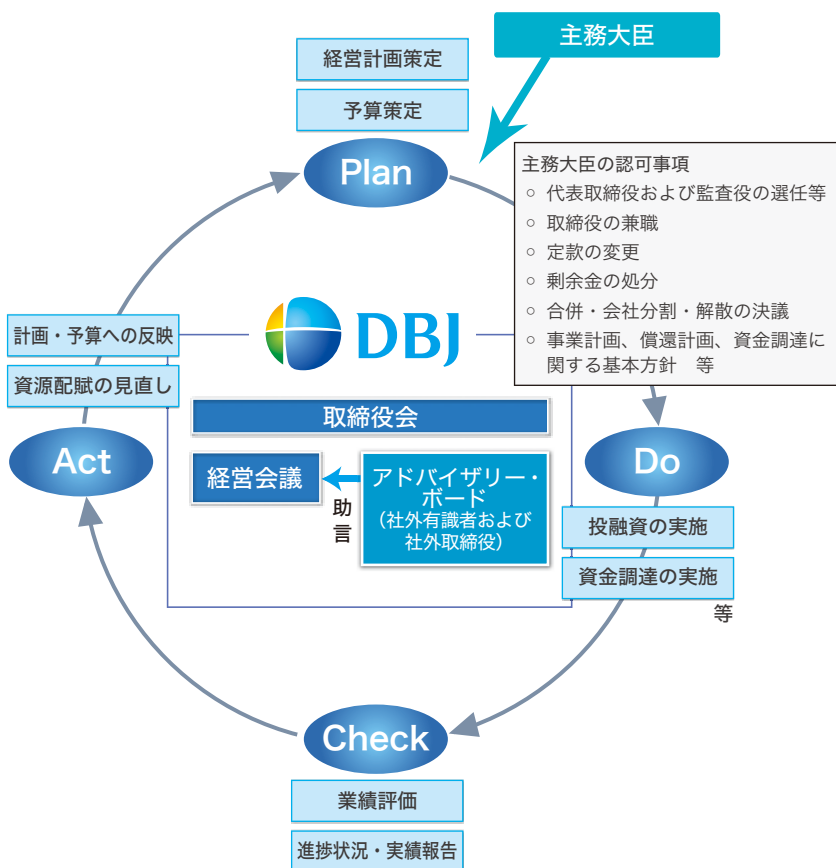 主務大臣
経営計画策定
予算策定
Plan
主務大臣の認可事項
○ 代表取締役および監査役の選任等
○ 取締役の兼職
○ 定款の変更
○ 剰余金の処分
○ 合併・会社分割・解散の決議
○ 事業計画、償還計画、資金調達に
関する基本方針　等
計画・予算への反映
資源配賦の見直し
DBJ
取締役会
Act
経営会議
助言
アドバイザリー・
ボード
（社外有識者および
社外取締役）
Do
投融資の実施
資金調達の実施
等
Check
業績評価
進捗状況・実績報告